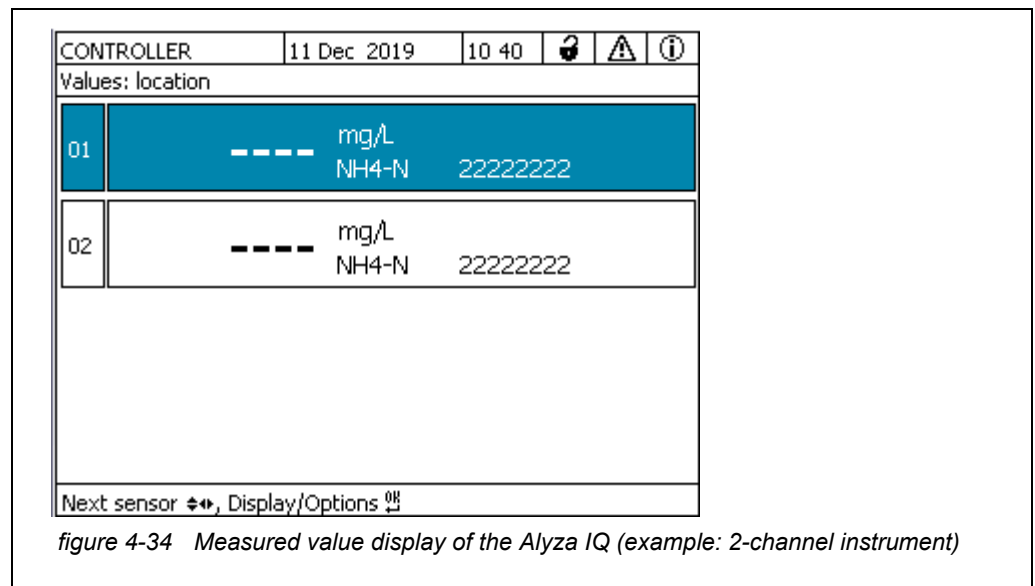 CONTROLLER 11 Dec 2019 10 40
Values: location
01 ---- mg/L
NH4-N 22222222
02 ---- mg/L
NH4-N 22222222
Next sensor, Display/Options OK
figure 4-34 Measured value display of the Alyza IQ (example: 2-channel instrument)